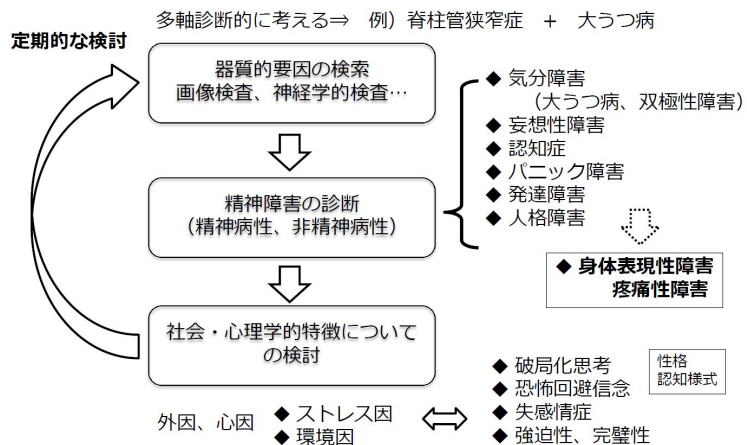 多軸診断的に考える⇒　例）脊柱管狭窄症　+　大うつ病
定期的な検討
器質的要因の検索
画像検査、神経学的検査…
◆ 気分障害
（大うつ病、双極性障害）
◆ 妄想性障害
◆ 認知症
◆ パニック障害
◆ 発達障害
◆ 人格障害
精神障害の診断
（精神病性、非精神病性）
◆ 身体表現性障害
疼痛性障害
社会・心理学的特徴について
の検討
◆ 破局化思考
◆ 恐怖回避信念
◆ 失感情症
◆ 強迫性、完璧性
性格
認知様式
外因、心因
◆ ストレス因
◆ 環境因